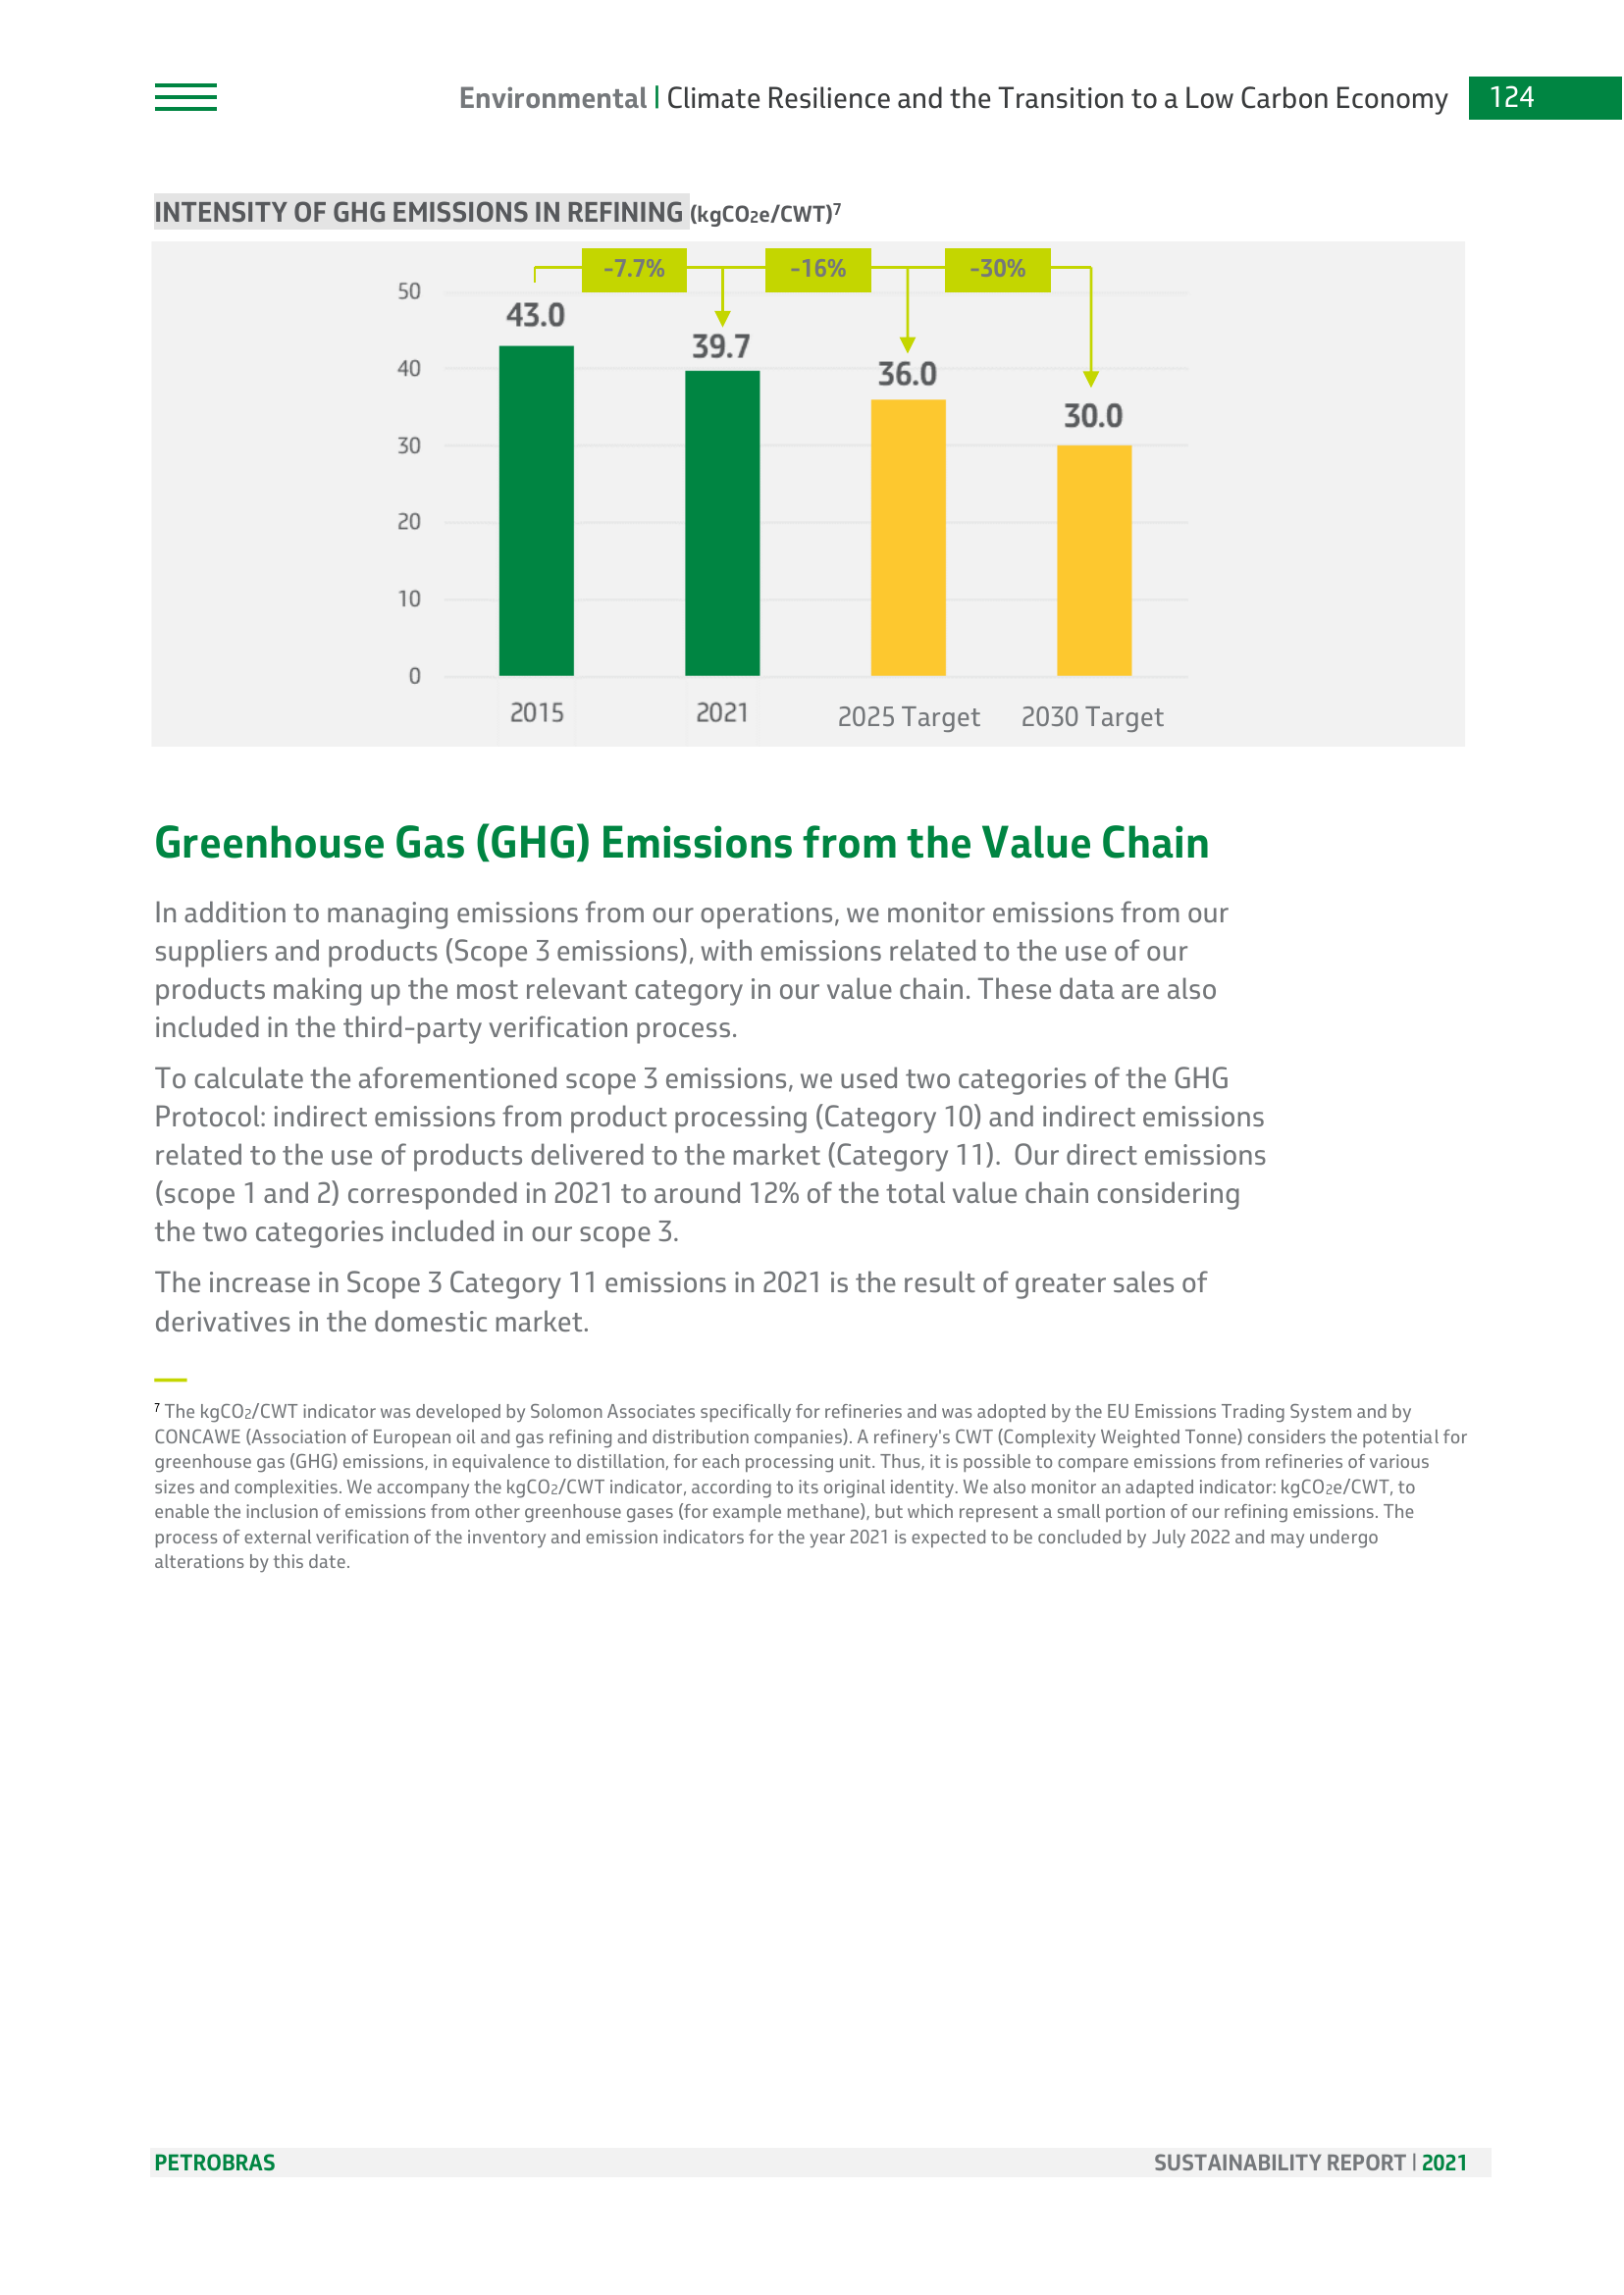 Environmental | Climate Resilience and the Transition to a Low Carbon Economy 124
INTENSITY OF GHG EMISSIONS IN REFINING (kgCO₂e/CWT)⁷
-7.7% -16% -30%
50
43.0
39.7
40
36.0
30.0
30
20
10
0
2015 2021 2025 Target 2030 Target
Greenhouse Gas (GHG) Emissions from the Value Chain
In addition to managing emissions from our operations, we monitor emissions from our
suppliers and products (Scope 3 emissions), with emissions related to the use of our
products making up the most relevant category in our value chain. These data are also
included in the third-party verification process.
To calculate the aforementioned scope 3 emissions, we used two categories of the GHG
Protocol: indirect emissions from product processing (Category 10) and indirect emissions
related to the use of products delivered to the market (Category 11). Our direct emissions
(scope 1 and 2) corresponded in 2021 to around 12% of the total value chain considering
the two categories included in our scope 3.
The increase in Scope 3 Category 11 emissions in 2021 is the result of greater sales of
derivatives in the domestic market.
⁷ The kgCO₂/CWT indicator was developed by Solomon Associates specifically for refineries and was adopted by the EU Emissions Trading System and by
CONCAWE (Association of European oil and gas refining and distribution companies). A refinery's CWT (Complexity Weighted Tonne) considers the potential for
greenhouse gas (GHG) emissions, in equivalence to distillation, for each processing unit. Thus, it is possible to compare emissions from refineries of various
sizes and complexities. We accompany the kgCO₂/CWT indicator, according to its original identity. We also monitor an adapted indicator: kgCO₂e/CWT, to
enable the inclusion of emissions from other greenhouse gases (for example methane), but which represent a small portion of our refining emissions. The
process of external verification of the inventory and emission indicators for the year 2021 is expected to be concluded by July 2022 and may undergo
alterations by this date.
PETROBRAS SUSTAINABILITY REPORT | 2021